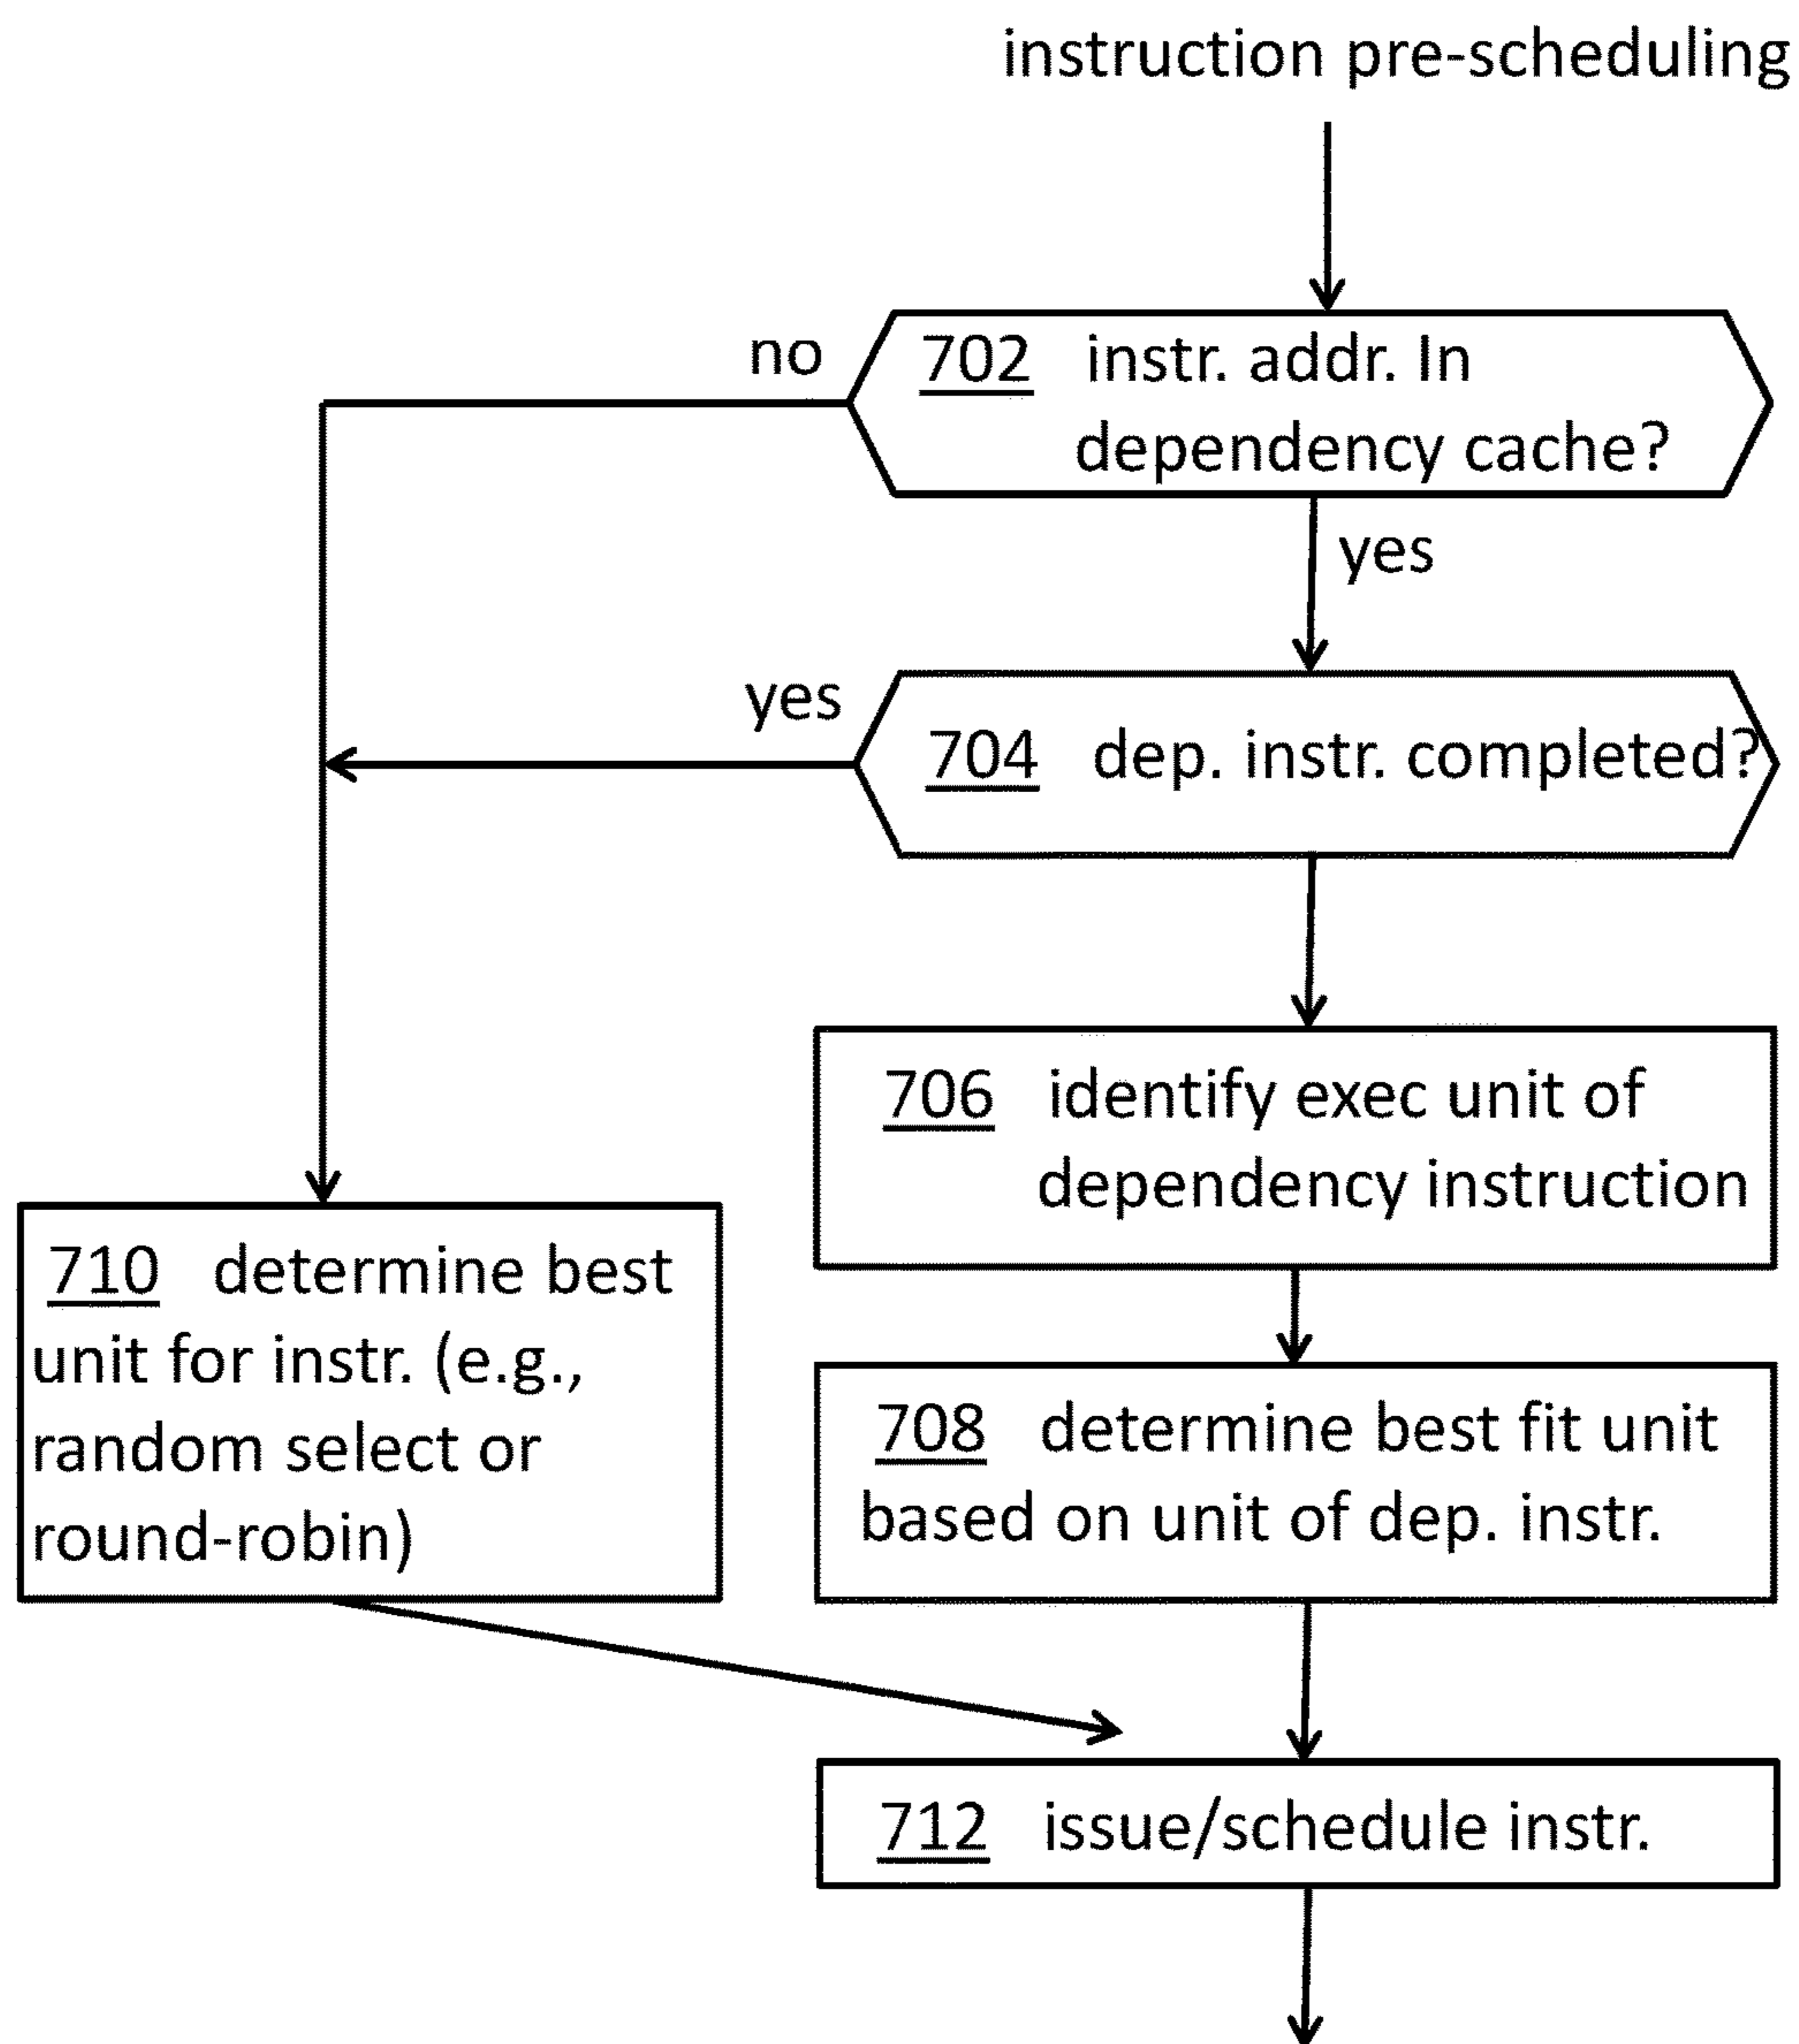 instruction pre-scheduling
no
702 instr. addr. In
dependency cache?
yes
yes
704 dep. instr. completed?
706 identify exec unit of
dependency instruction
710 determine best
unit for instr. (e.g.,
random select or
round-robin)
708 determine best fit unit
based on unit of dep. instr.
712 issue/schedule instr.